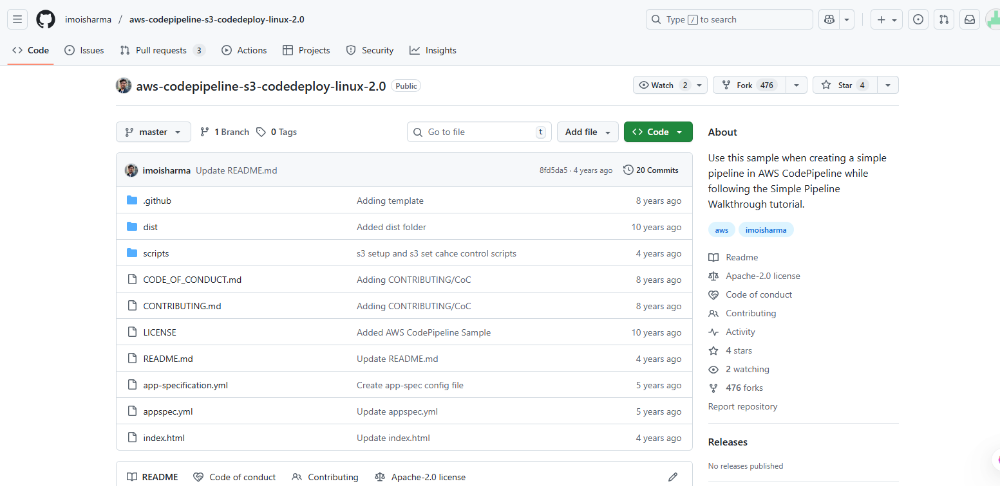 imoisharma / aws-codepipeline-s3-codedeploy-linux-2.0
Type / to search
Code Issues Pull requests 3 Actions Projects Security Insights
aws-codepipeline-s3-codedeploy-linux-2.0 Public
Watch 2 Fork 476 Star 4
master 1 Branch 0 Tags Go to file t Add file Code
imoisharma Update README.md 8fd5da5 · 4 years ago 20 Commits
.github Adding template 8 years ago
dist Added dist folder 10 years ago
scripts s3 setup and s3 set cahce control scripts 4 years ago
CODE_OF_CONDUCT.md Adding CONTRIBUTING/CoC 8 years ago
CONTRIBUTING.md Adding CONTRIBUTING/CoC 8 years ago
LICENSE Added AWS CodePipeline Sample 10 years ago
README.md Update README.md 4 years ago
app-specification.yml Create app-spec config file 5 years ago
appspec.yml Update appspec.yml 5 years ago
index.html Update index.html 4 years ago
README Code of conduct Contributing Apache-2.0 license
About
Use this sample when creating a simple
pipeline in AWS CodePipeline while
following the Simple Pipeline
Walkthrough tutorial.
aws imoisharma
Readme
Apache-2.0 license
Code of conduct
Contributing
Activity
4 stars
2 watching
476 forks
Report repository
Releases
No releases published